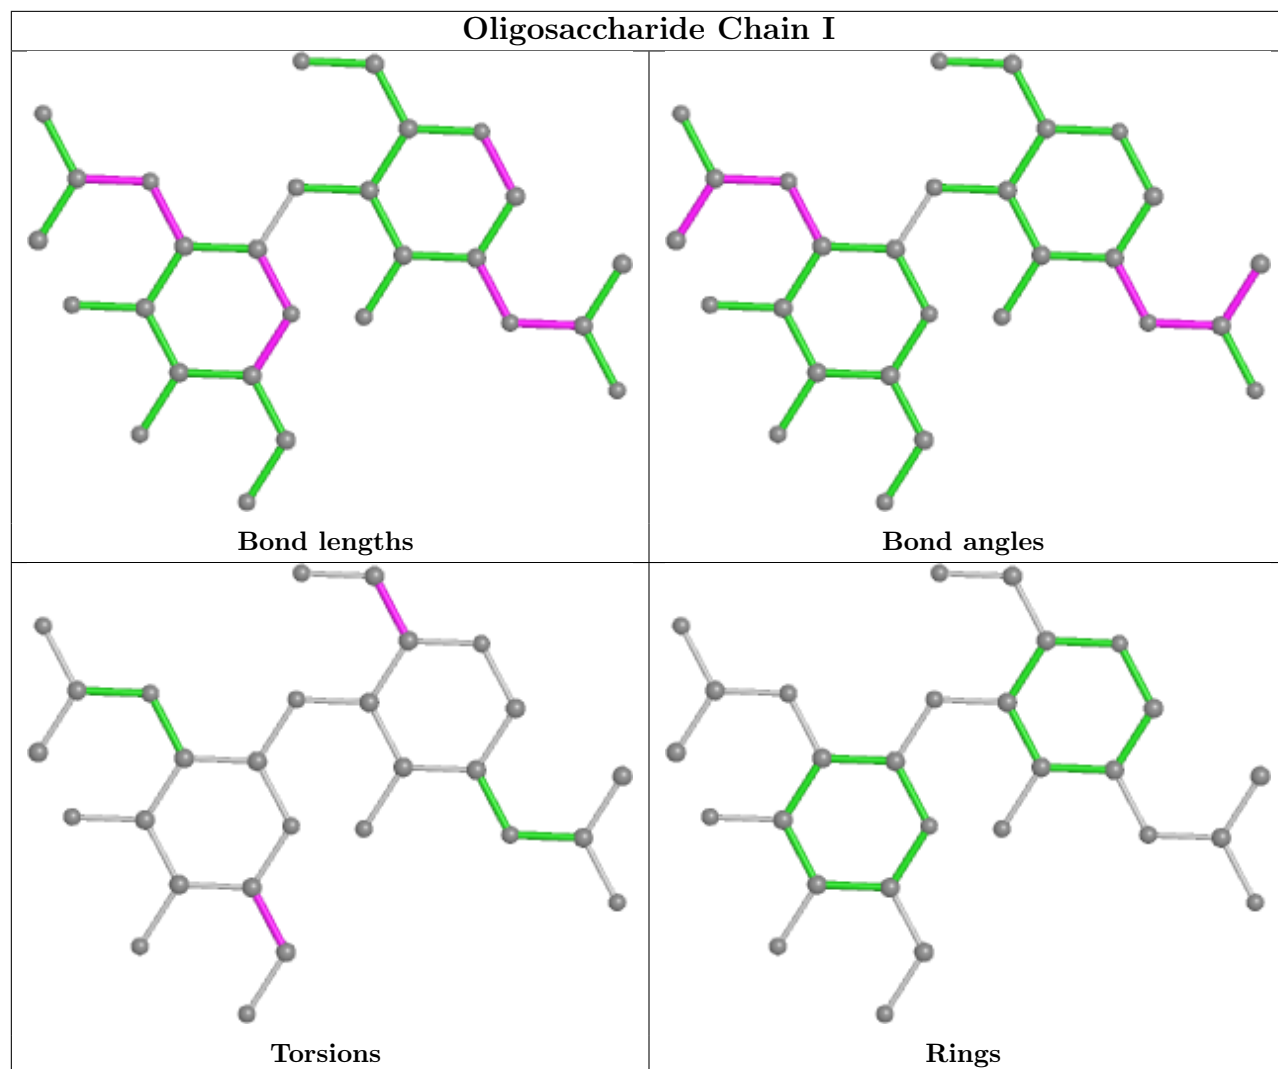 Oligosaccharide Chain I
Bond lengths
Bond angles
Torsions
Rings